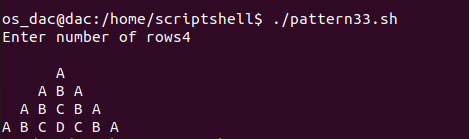 os_dac@dac:/home/scriptshell$ ./pattern33.sh
Enter number of rows4
A
A B A
A B C B A
A B C D C B A